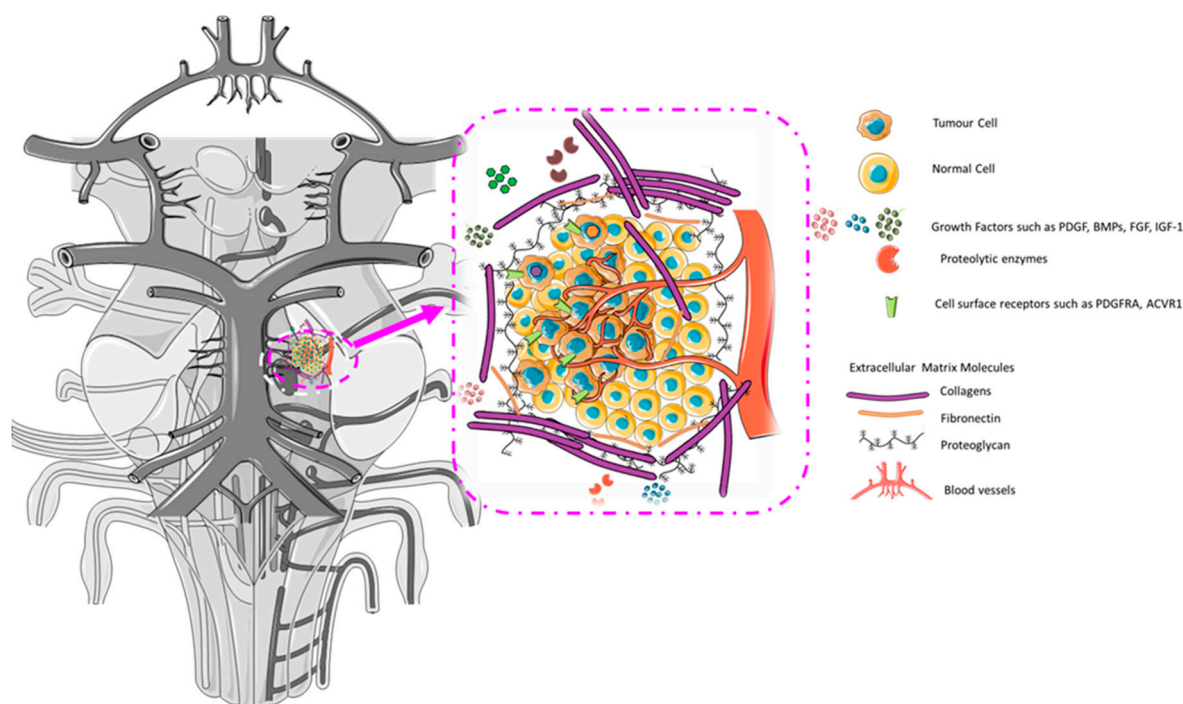 Tumour Cell
Normal Cell
Growth Factors such as PDGF, BMPs, FGF, IGF-1
Proteolytic enzymes
Cell surface receptors such as PDGFRA, ACVR1
Extracellular Matrix Molecules
Collagens
Fibronectin
Proteoglycan
Blood vessels